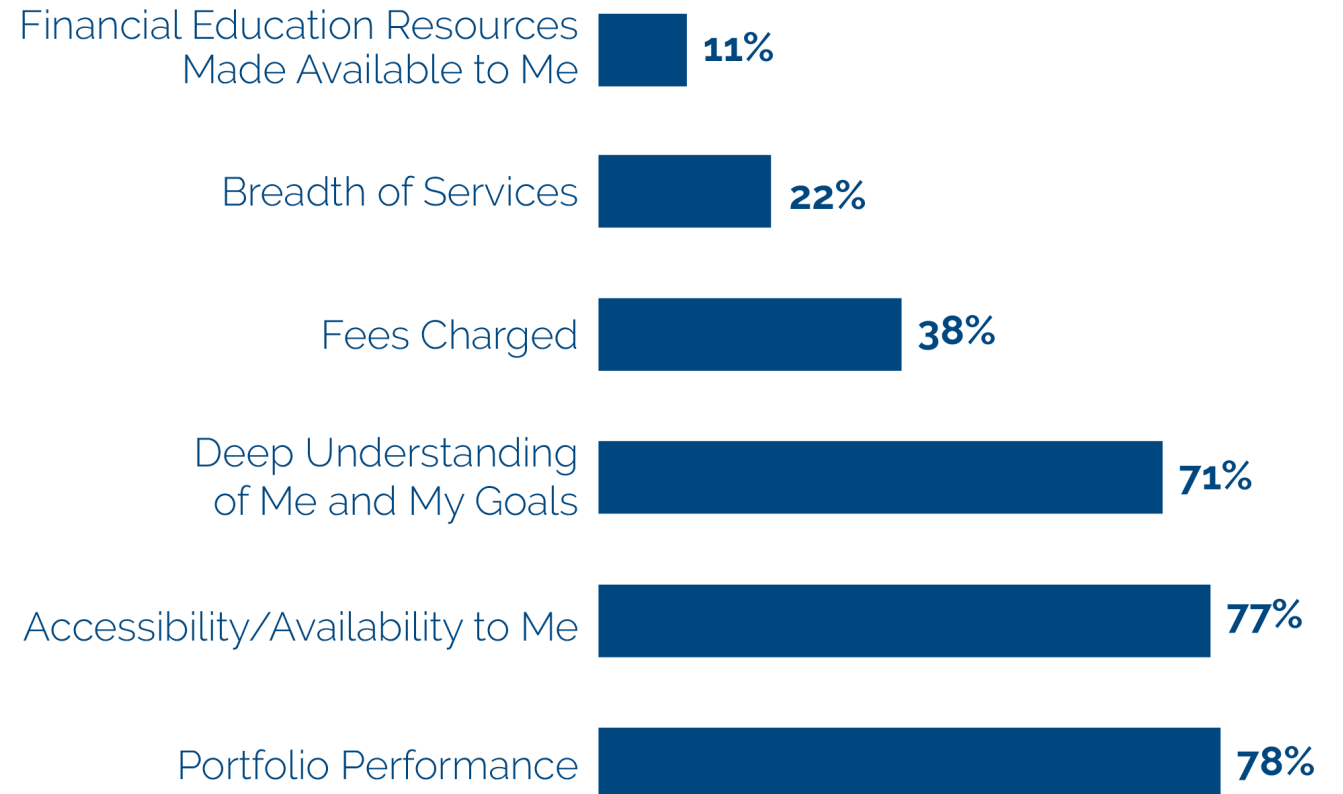 Financial Education Resources
Made Available to Me
11%
Breadth of Services
22%
Fees Charged
38%
Deep Understanding
of Me and My Goals
71%
Accessibility/Availability to Me
77%
Portfolio Performance
78%